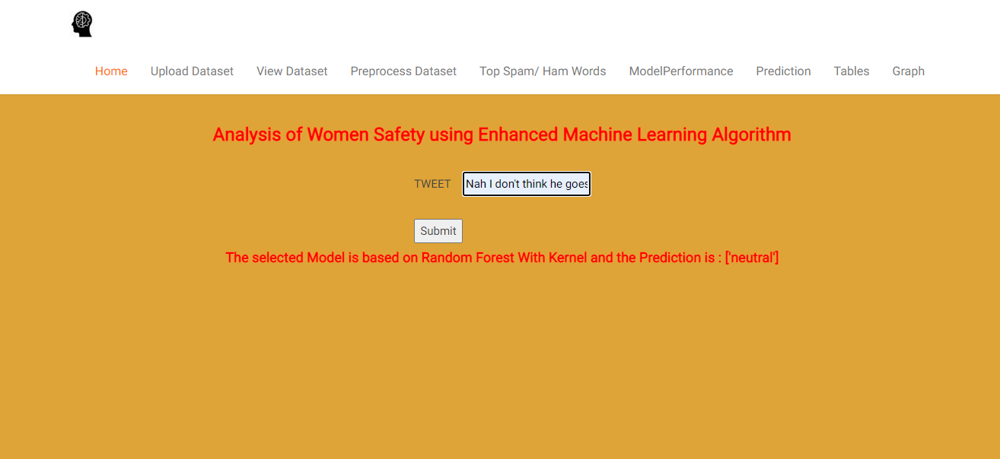 Home Upload Dataset View Dataset Preprocess Dataset Top Spam/ Ham Words ModelPerformance Prediction Tables Graph
Analysis of Women Safety using Enhanced Machine Learning Algorithm
TWEET Nah I don't think he goes
Submit
The selected Model is based on Random Forest With Kernel and the Prediction is : ['neutral']